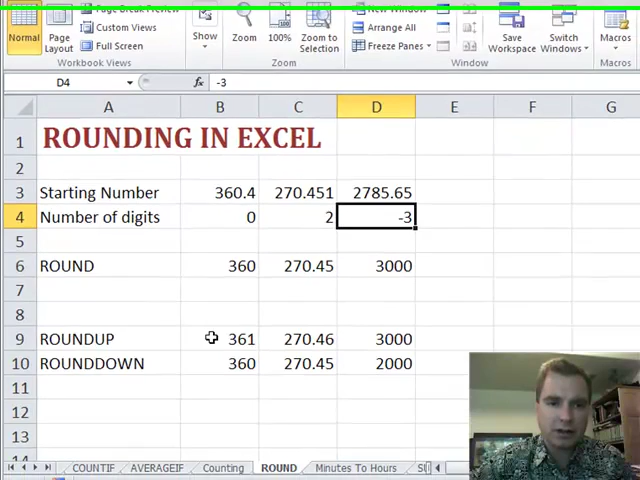 Page Break Preview New Window
Normal Page Layout Custom Views Full Screen Show Zoom 100% Zoom to Selection Arrange All Freeze Panes Save Workspace Switch Windows Macros
Workbook Views Zoom Window Macros
D4 fx -3
A B C D E F G
1 ROUNDING IN EXCEL
2
3 Starting Number 360.4 270.451 2785.65
4 Number of digits 0 2 -3
5
6 ROUND 360 270.45 3000
7
8
9 ROUNDUP 361 270.46 3000
10 ROUNDDOWN 360 270.45 2000
11
12
13
14
COUNTIF AVERAGEIF Counting ROUND Minutes To Hours